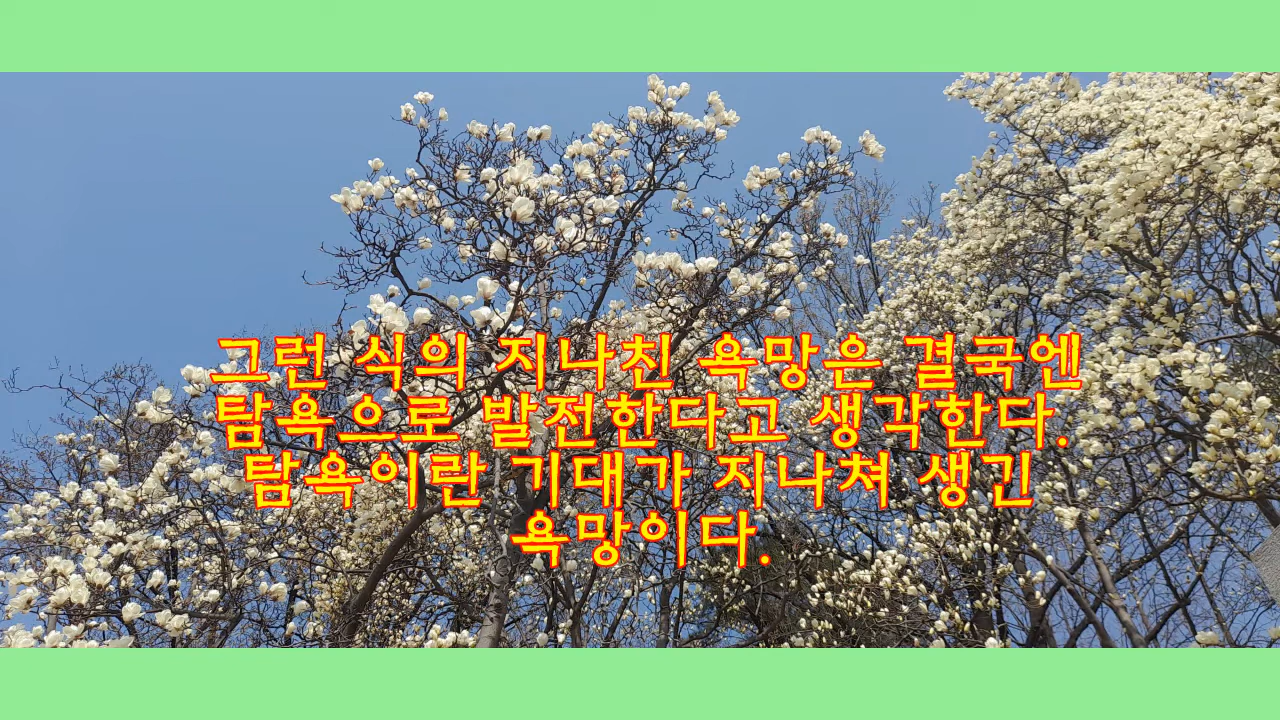 그런 식의 지나친 욕망은 결국엔
탐욕으로 발전한다고 생각한다.
탐욕이란 기대가 지나쳐 생긴
욕망이다.